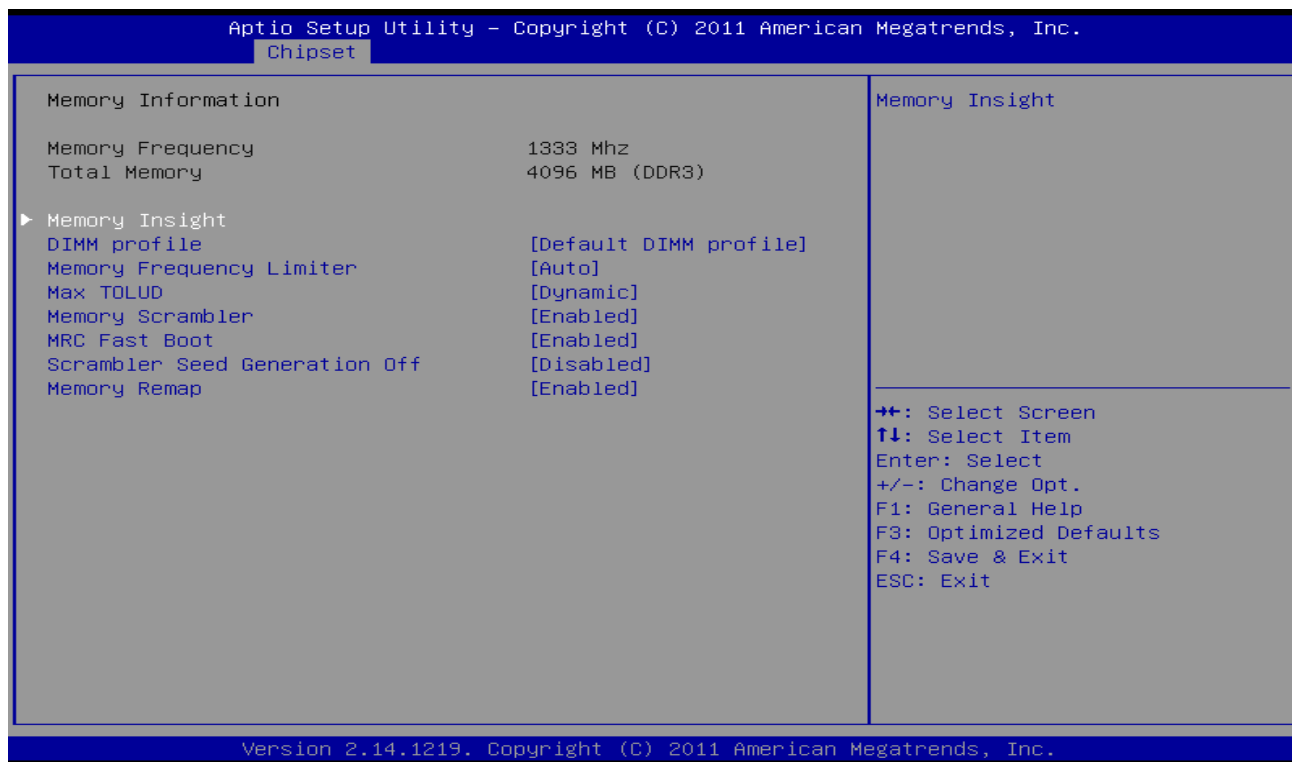 Aptio Setup Utility – Copyright (C) 2011 American Megatrends, Inc.
Chipset
Memory Information
Memory Frequency 1333 Mhz
Total Memory 4096 MB (DDR3)
Memory Insight
DIMM profile [Default DIMM profile]
Memory Frequency Limiter [Auto]
Max TOLUD [Dynamic]
Memory Scrambler [Enabled]
MRC Fast Boot [Enabled]
Scrambler Seed Generation Off [Disabled]
Memory Remap [Enabled]
Memory Insight
→←: Select Screen
↑↓: Select Item
Enter: Select
+/-: Change Opt.
F1: General Help
F3: Optimized Defaults
F4: Save & Exit
ESC: Exit
Version 2.14.1219. Copyright (C) 2011 American Megatrends, Inc.